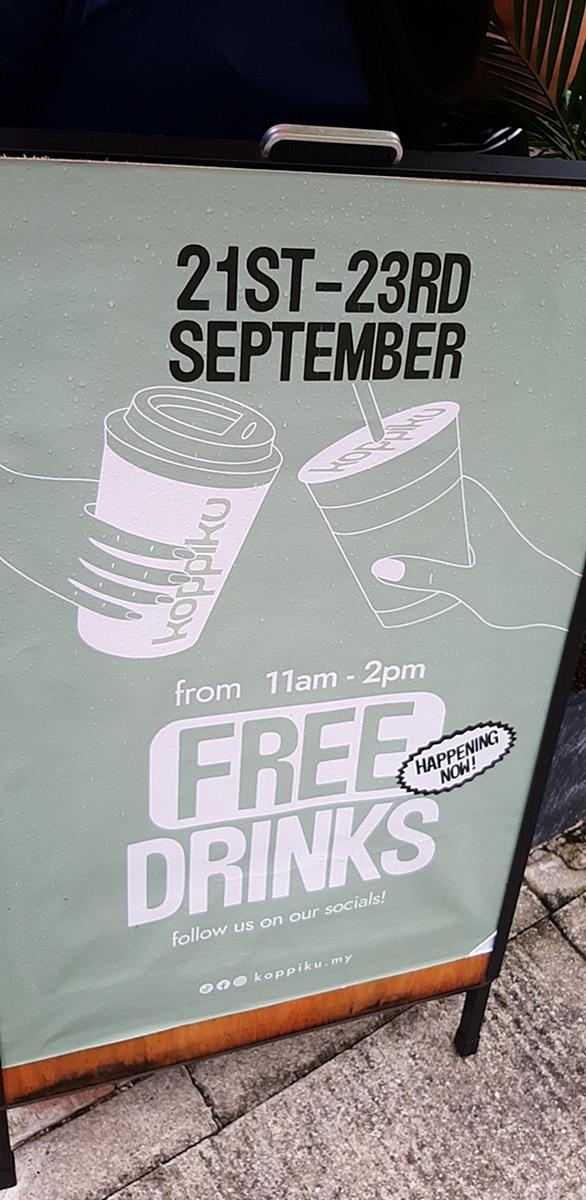 21ST-23RD
SEPTEMBER
koppiku
koppiku
from 11am - 2pm
FREE
HAPPENING
NOW!
DRINKS
follow us on our socials!
koppiku.my